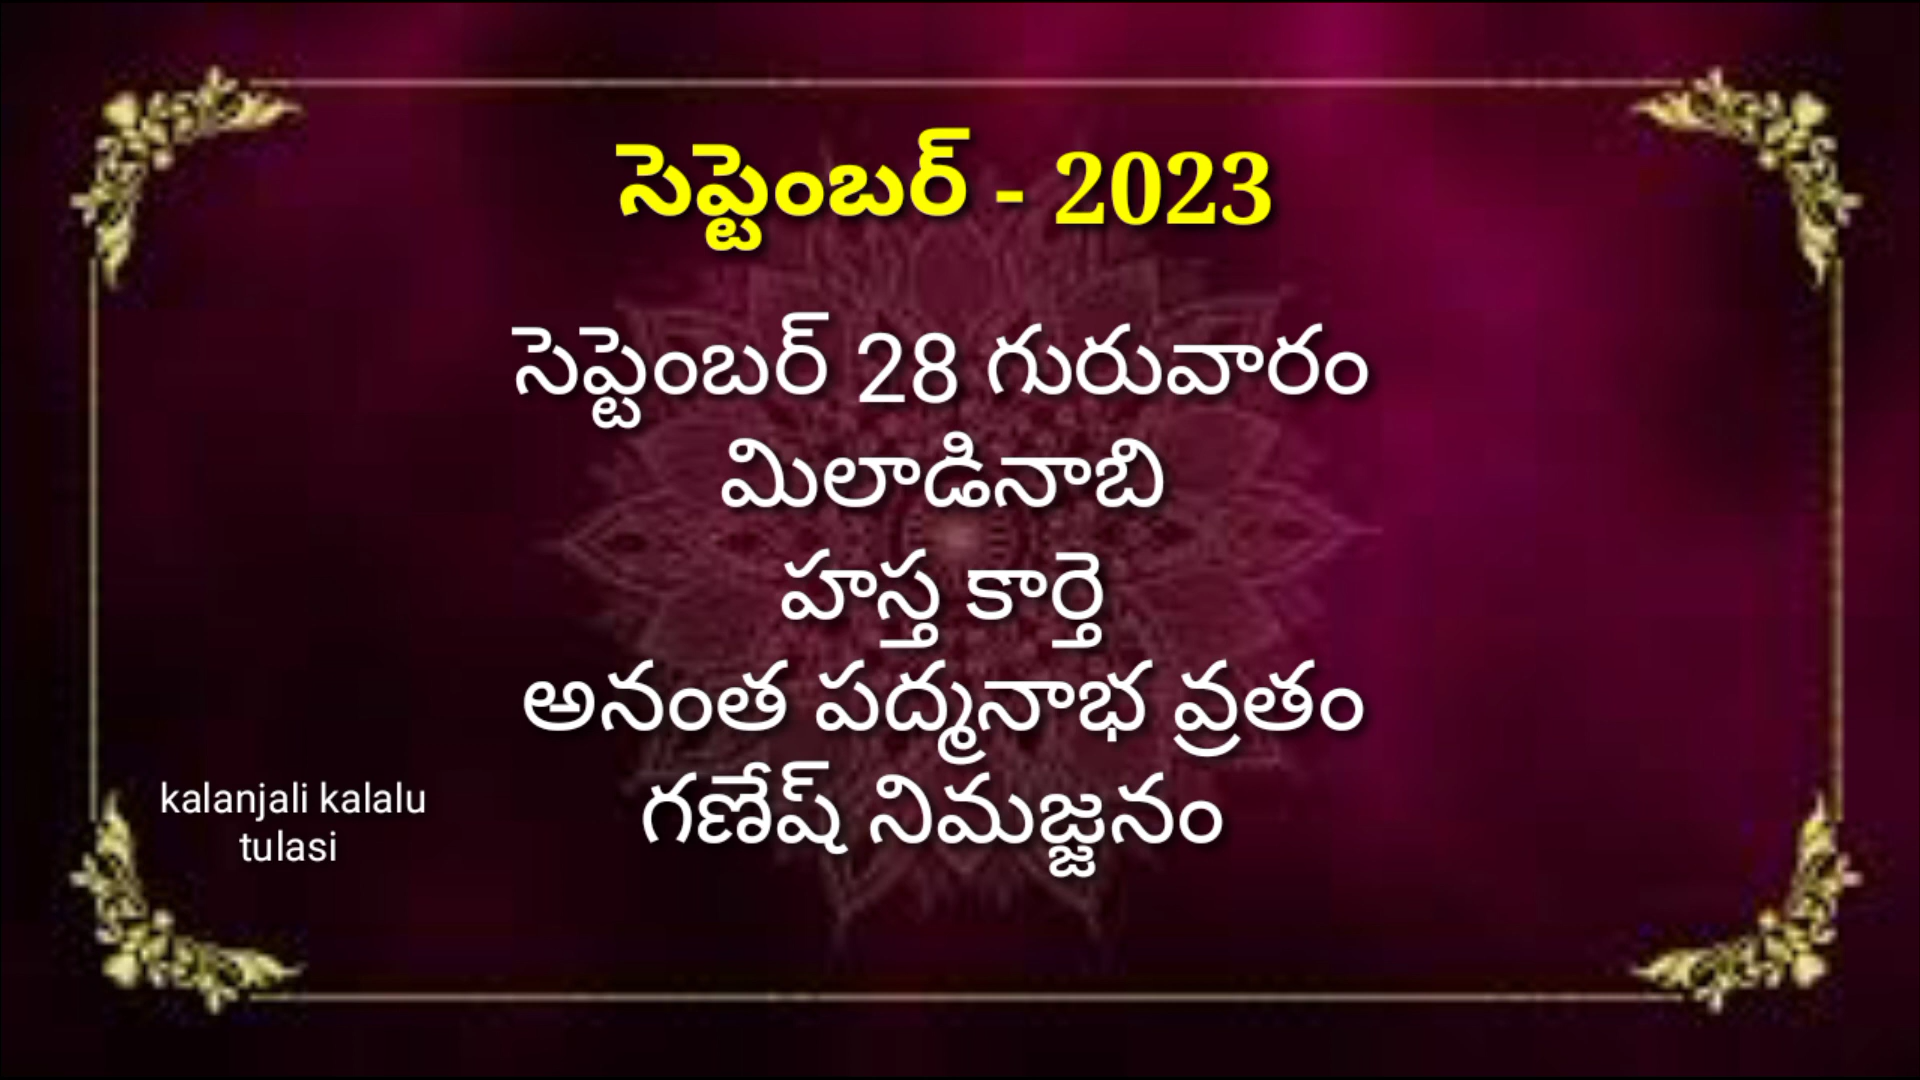 సెప్టెంబర్ - 2023
సెప్టెంబర్ 28 గురువారం
మిలాడినాబి
హస్త కార్తె
అనంత పద్మనాభ వ్రతం
గణేష్ నిమజ్జనం
kalanjali kalalu
tulasi